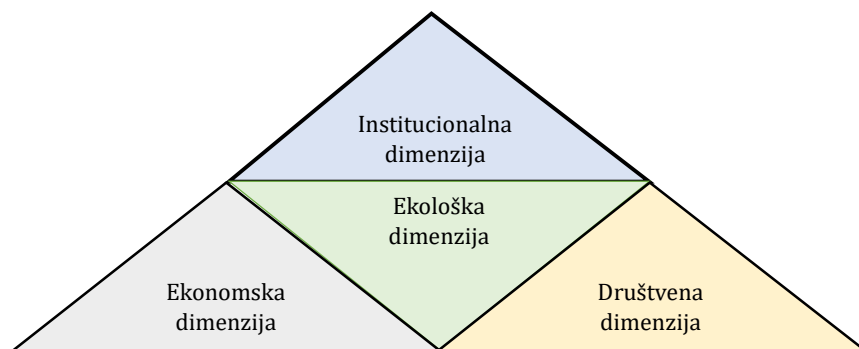 Institucionalna
dimenzija
Ekološka
dimenzija
Ekonomska
dimenzija
Društvena
dimenzija